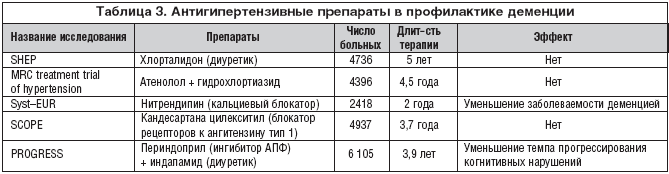 Таблица 3. Антигипертензивные препараты в профилактике деменции
Название исследования Препараты Число больных Длит-сть терапии Эффект
SHEP Хлорталидон (диуретик) 4736 5 лет Нет
MRC treatment trial
of hypertension Атенолол + гидрохлортиазид 4396 4,5 года Нет
Syst–EUR Нитрендипин (кальциевый блокатор) 2418 2 года Уменьшение заболеваемости деменцией
SCOPE Кандесартана цилекситил (блокатор
рецепторов к ангитензину тип 1) 4937 3,7 года Нет
PROGRESS Периндоприл (ингибитор АПФ)
+ индапамид (диуретик) 6 105 3,9 лет Уменьшение темпа прогрессирования
когнитивных нарушений